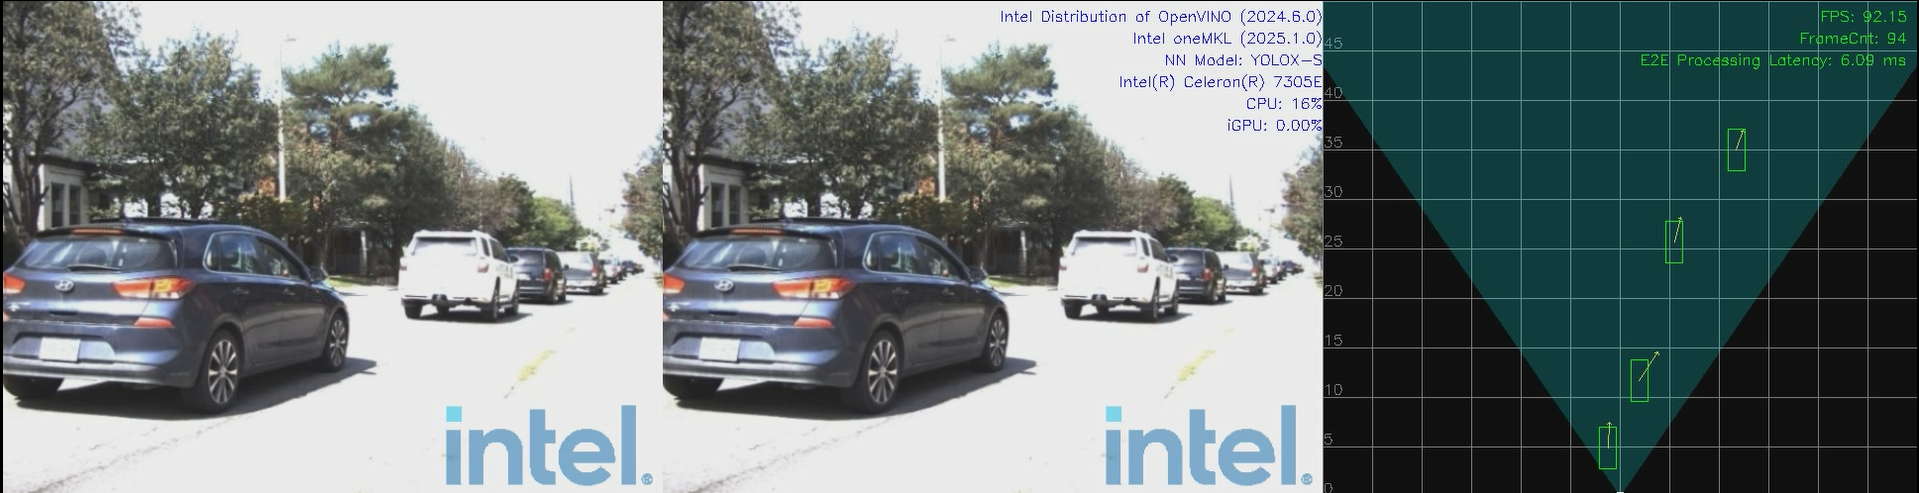 Intel Distribution of OpenVINO (2024.6.0)
Intel oneMKL (2025.1.0)
NN Model: YOLOX-S
Intel(R) Celeron(R) 7305E
CPU: 16%
iGPU: 0.00%
intel.
intel.
FPS: 92.15
FrameCnt: 94
E2E Processing Latency: 6.09 ms
45
40
35
30
25
20
15
10
5
0